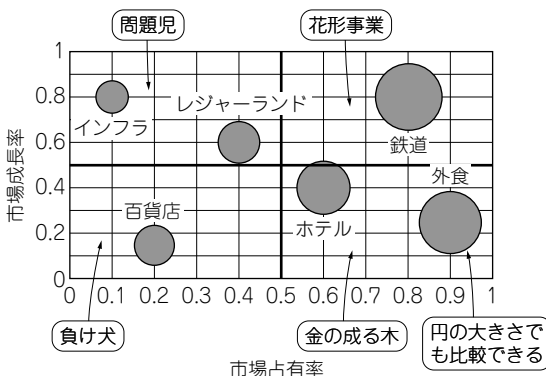 問題児
花形事業
1
0.8
0.6
0.4
0.2
0
市場成長率
インフラ
レジャーランド
鉄道
百貨店
ホテル
外食
0 0.1 0.2 0.3 0.4 0.5 0.6 0.7 0.8 0.9 1
負け犬
金の成る木
円の大きさで
も比較できる
市場占有率